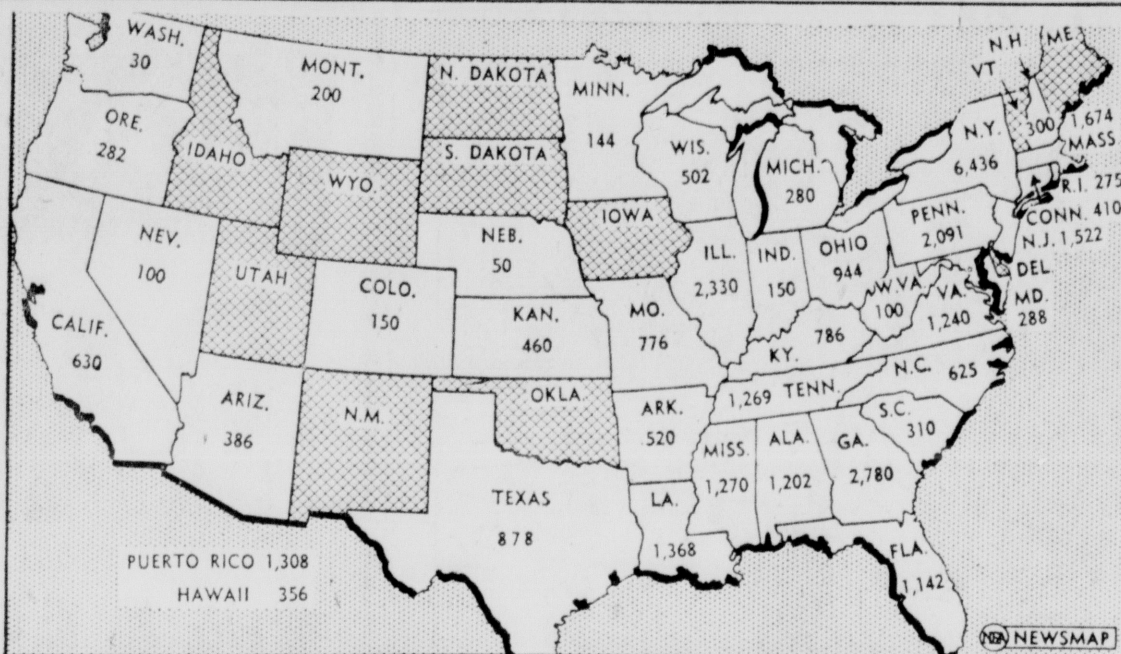 WASH.
30
MONT.
200
N. DAKOTA
MINN.
144
ORE.
282
IDAHO
S. DAKOTA
WYO.
WIS.
502
MICH.
280
N.H
VT
ME.
300
1,674
MASS
N.Y.
6,436
R.I. 275
CONN. 410
N.J. 1,522
PENN.
2,091
NEV.
100
UTAH
NEB.
50
IOWA
ILL.
2,330
IND.
150
OHIO
944
W.VA.
100
VA.
1,240
DEL.
MD.
288
CALIF.
630
COLO.
150
KAN.
460
MO.
776
786
KY.
ARIZ.
386
N.M.
OKLA.
ARK.
520
1,269 TENN.
N.C. 625
S.C.
310
MISS.
1,270
ALA.
1,202
GA.
2,780
TEXAS
878
LA.
1,368
FLA.
1,142
PUERTO RICO 1,308
HAWAII 356
NEA NEWSMAP